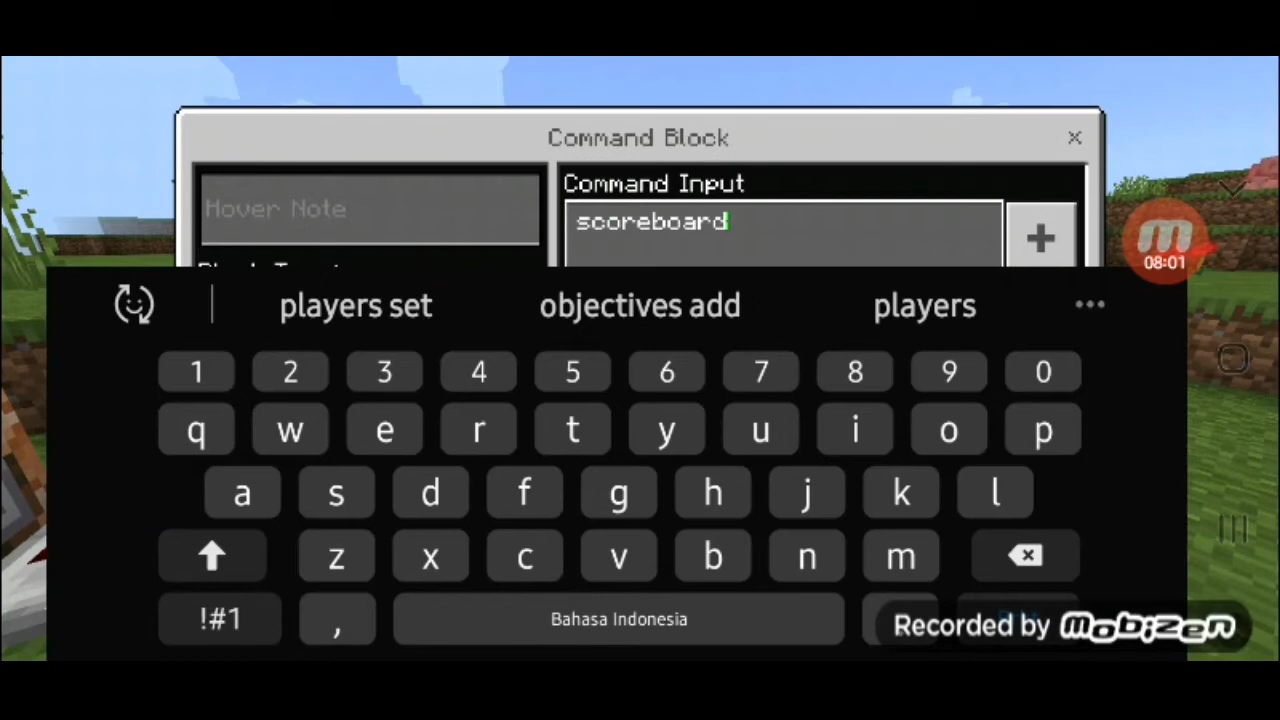 Command Block
Hover Note
Command Input
scoreboard
08:01
players set
objectives add
players
1 2 3 4 5 6 7 8 9 0
q w e r t y u i o p
a s d f g h j k l
z x c v b n m
!#1 , Bahasa Indonesia
Recorded by mobizen